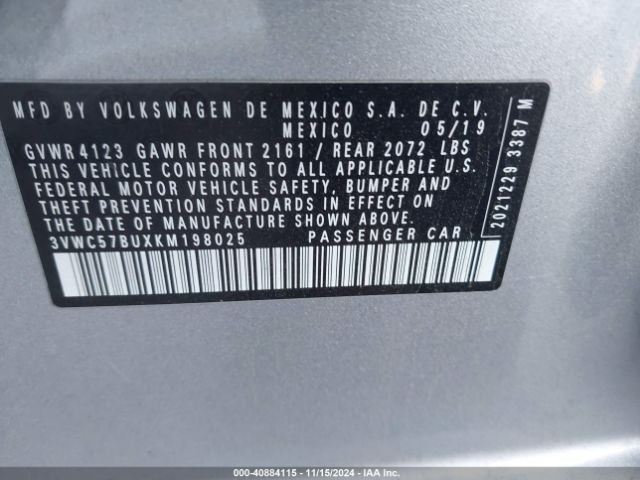 MFD BY VOLKSWAGEN DE MEXICO S.A. DE C.V.
MEXICO 05/19
GVWR 4123 GAWR FRONT 2161 / REAR 2072 LBS
THIS VEHICLE CONFORMS TO ALL APPLICABLE U.S.
FEDERAL MOTOR VEHICLE SAFETY, BUMPER AND
THEFT PREVENTION STANDARDS IN EFFECT ON
THE DATE OF MANUFACTURE SHOWN ABOVE.
3VWC57BUXKM198025 PASSENGER CAR
2021229 3387 M
000-40884115 - 11/15/2024 - IAAI.COM